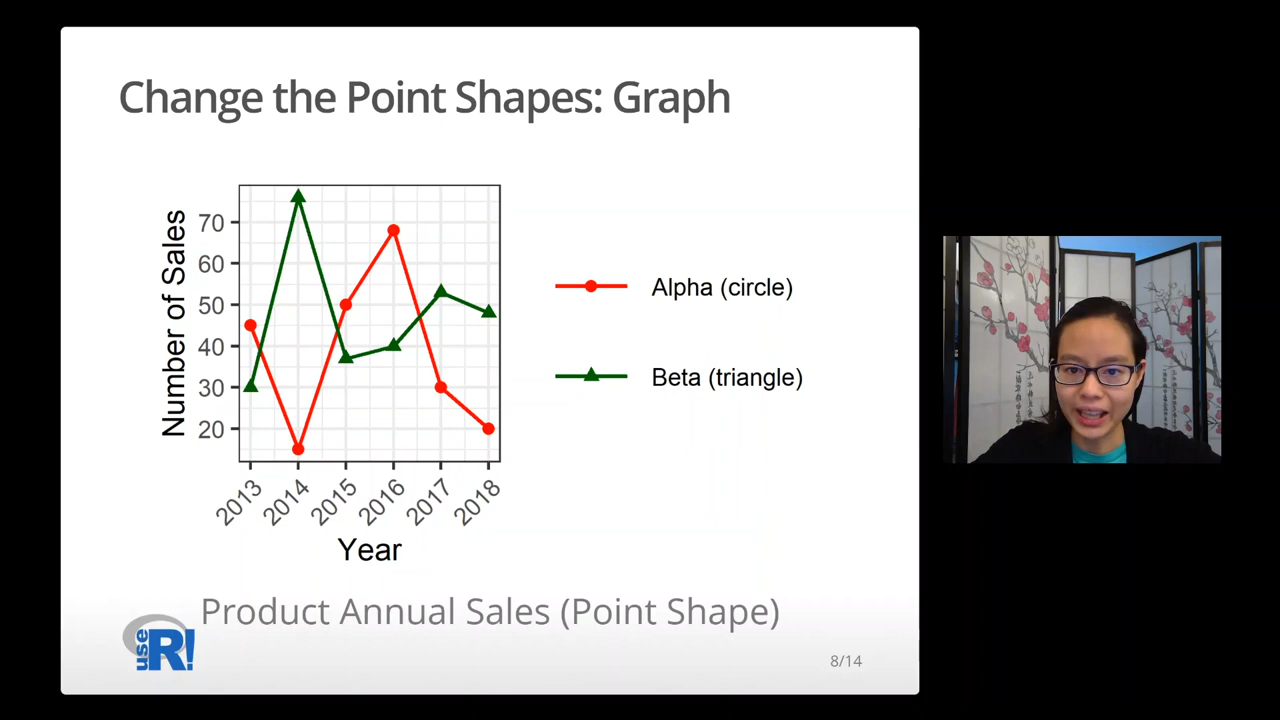 Change the Point Shapes: Graph
Number of Sales
70
60
50
40
30
20
2013
2014
2015
2016
2017
2018
Year
Alpha (circle)
Beta (triangle)
Product Annual Sales (Point Shape)
use R!
8/14